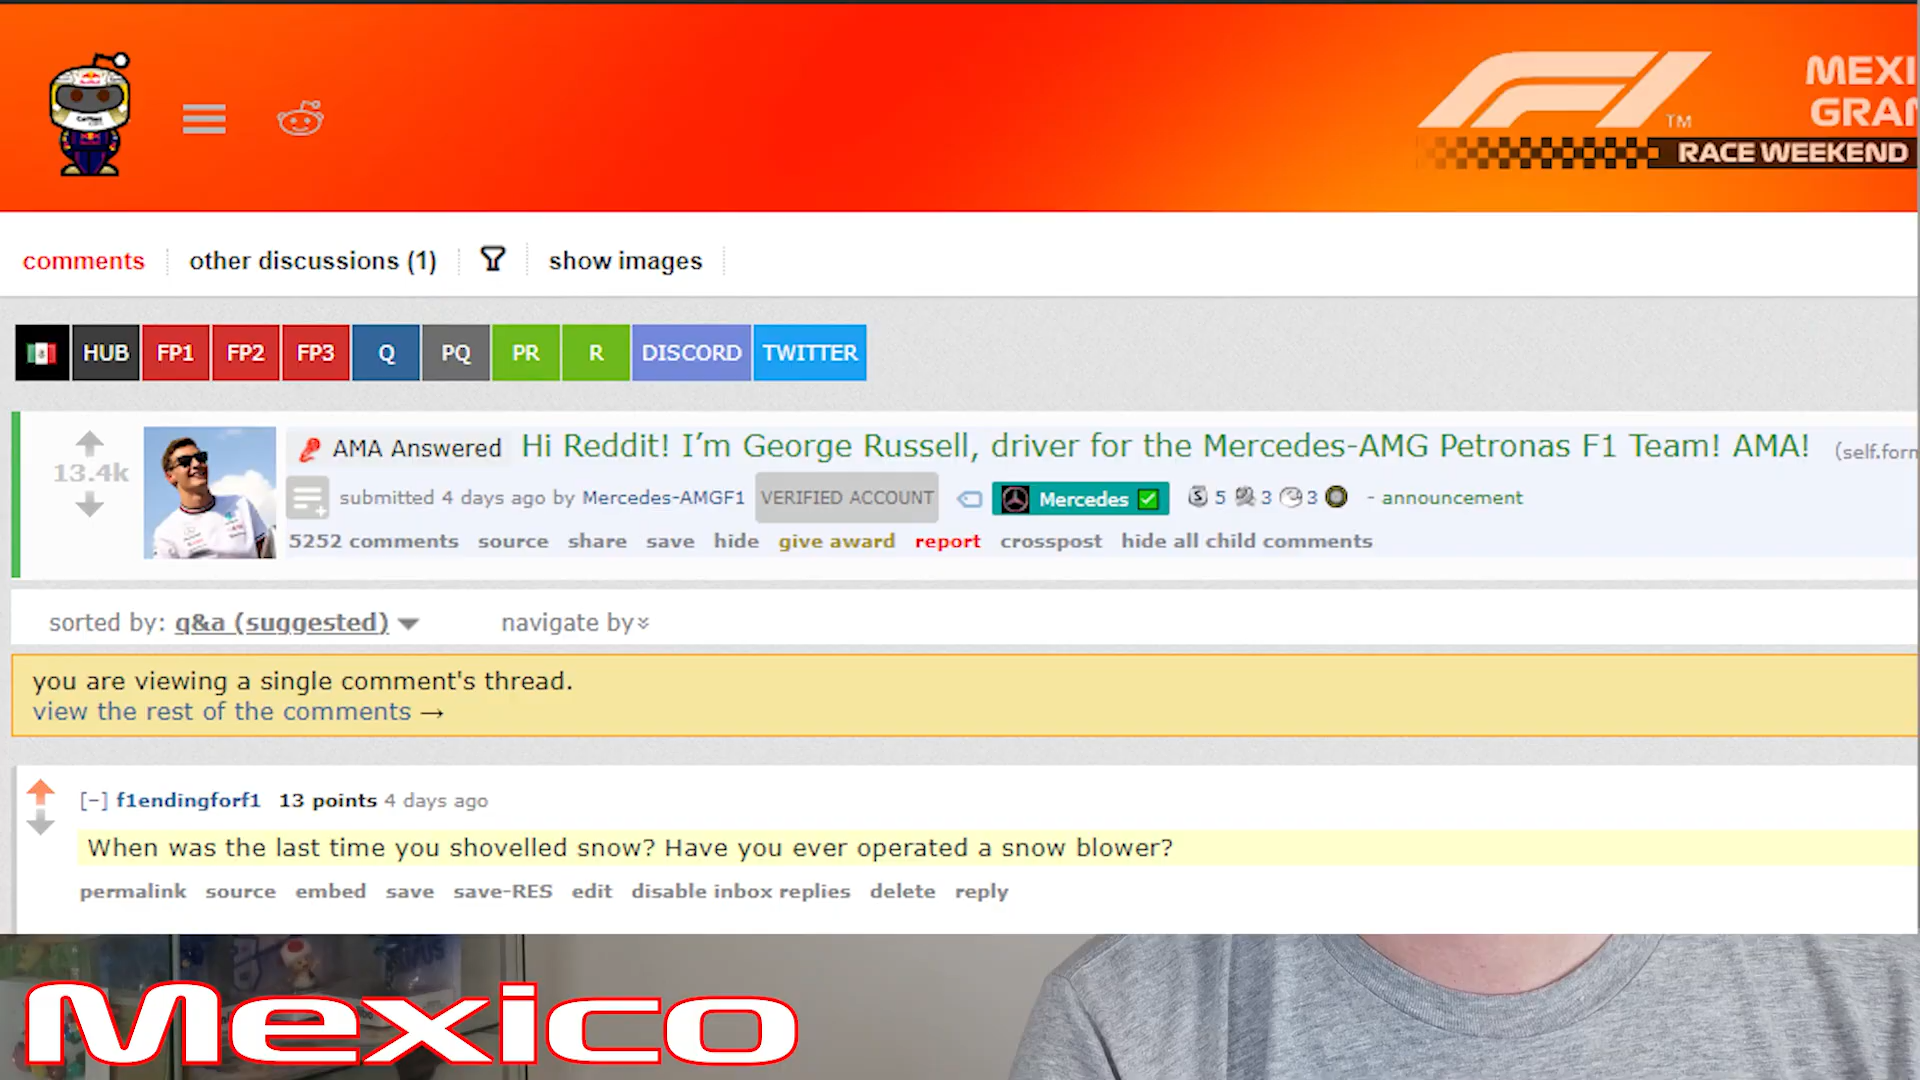 MEXI
GRAN
F1 TM
RACE WEEKEND
comments other discussions (1) show images
HUB FP1 FP2 FP3 Q PQ PR R DISCORD TWITTER
AMA Answered Hi Reddit! I’m George Russell, driver for the Mercedes-AMG Petronas F1 Team! AMA! (self.form
13.4k
submitted 4 days ago by Mercedes-AMGF1 VERIFIED ACCOUNT Mercedes 5 3 3 - announcement
5252 comments source share save hide give award report crosspost hide all child comments
sorted by: q&a (suggested) navigate by
you are viewing a single comment's thread.
view the rest of the comments →
[–] f1endingforf1 13 points 4 days ago
When was the last time you shovelled snow? Have you ever operated a snow blower?
permalink source embed save save-RES edit disable inbox replies delete reply
Mexico